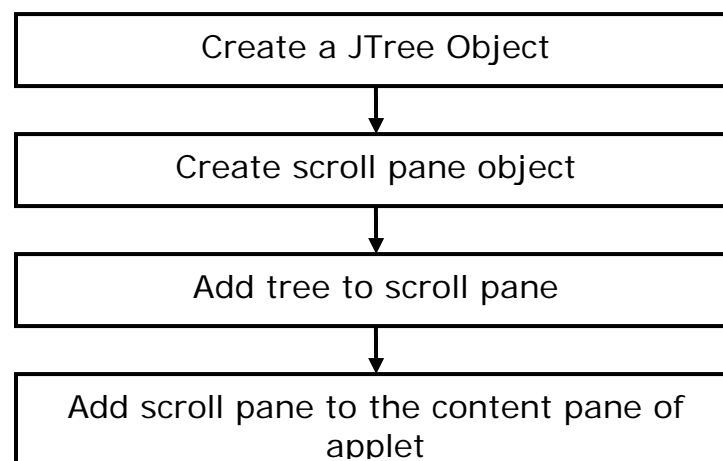 Create a JTree Object
Create scroll pane object
Add tree to scroll pane
Add scroll pane to the content pane of
applet